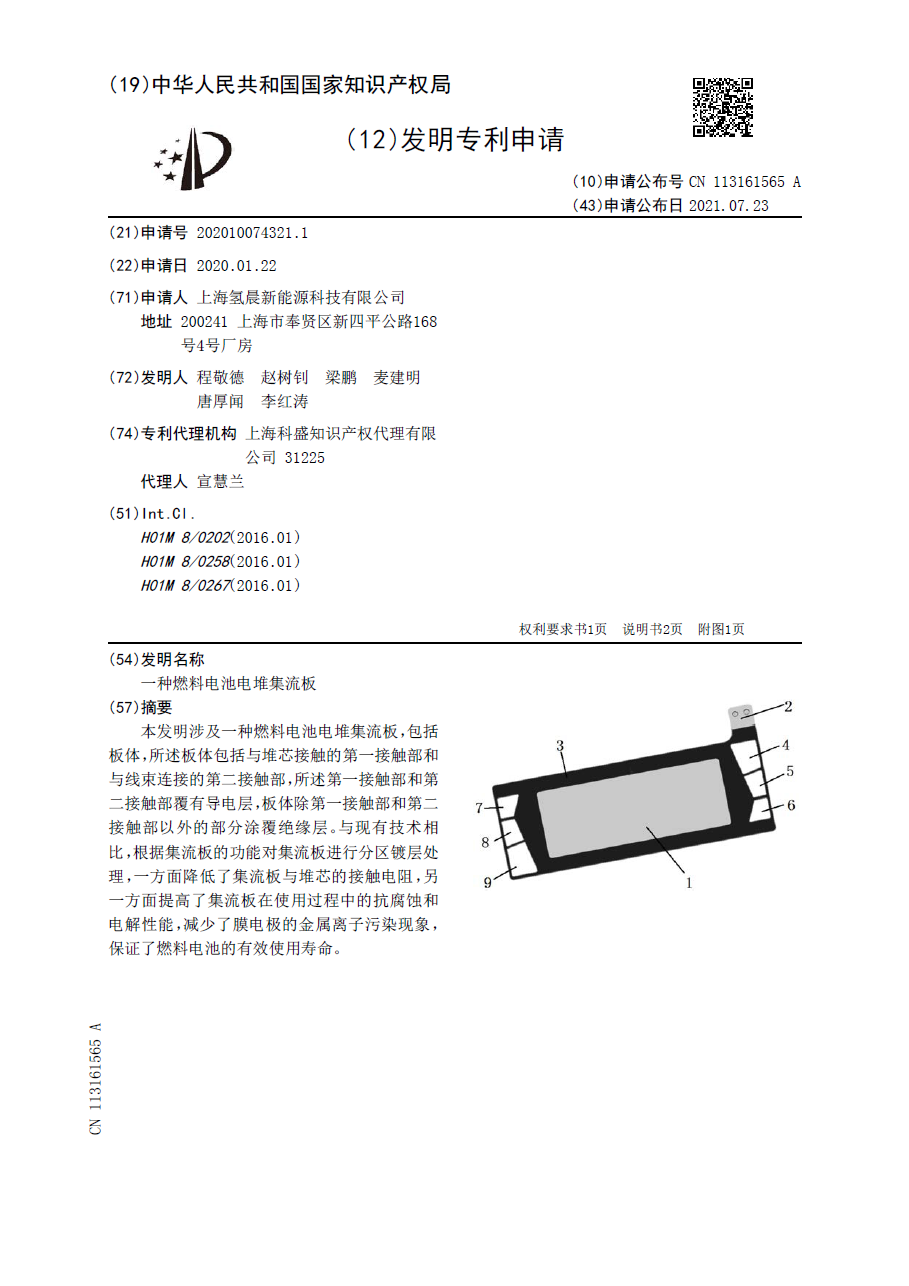 (19)中华人民共和国国家知识产权局
(12)发明专利申请
(10)申请公布号 CN 113161565 A
(43)申请公布日 2021.07.23
(21)申请号 202010074321.1
(22)申请日 2020.01.22
(71)申请人 上海氢晨新能源科技有限公司
地址 200241 上海市奉贤区新四平公路168
号4号厂房
(72)发明人 程敬德 赵树钊 梁鹏 麦建明
唐厚闻 李红涛
(74)专利代理机构 上海科盛知识产权代理有限
公司 31225
代理人 宣慧兰
(51)Int.Cl.
H01M 8/0202(2016.01)
H01M 8/0258(2016.01)
H01M 8/0267(2016.01)
权利要求书1页 说明书2页 附图1页
(54)发明名称
一种燃料电池电堆集流板
(57)摘要
本发明涉及一种燃料电池电堆集流板,包括
板体,所述板体包括与堆芯接触的第一接触部和
与线束连接的第二接触部,所述第一接触部和第
二接触部覆有导电层,板体除第一接触部和第二
接触部以外的部分涂覆绝缘层。与现有技术相
比,根据集流板的功能对集流板进行分区镀层处
理,一方面降低了集流板与堆芯的接触电阻,另
一方面提高了集流板在使用过程中的抗腐蚀和
电解性能,减少了膜电极的金属离子污染现象,
保证了燃料电池的有效使用寿命。
2
3
4
5
7
6
8
9
1
CN 113161565 A